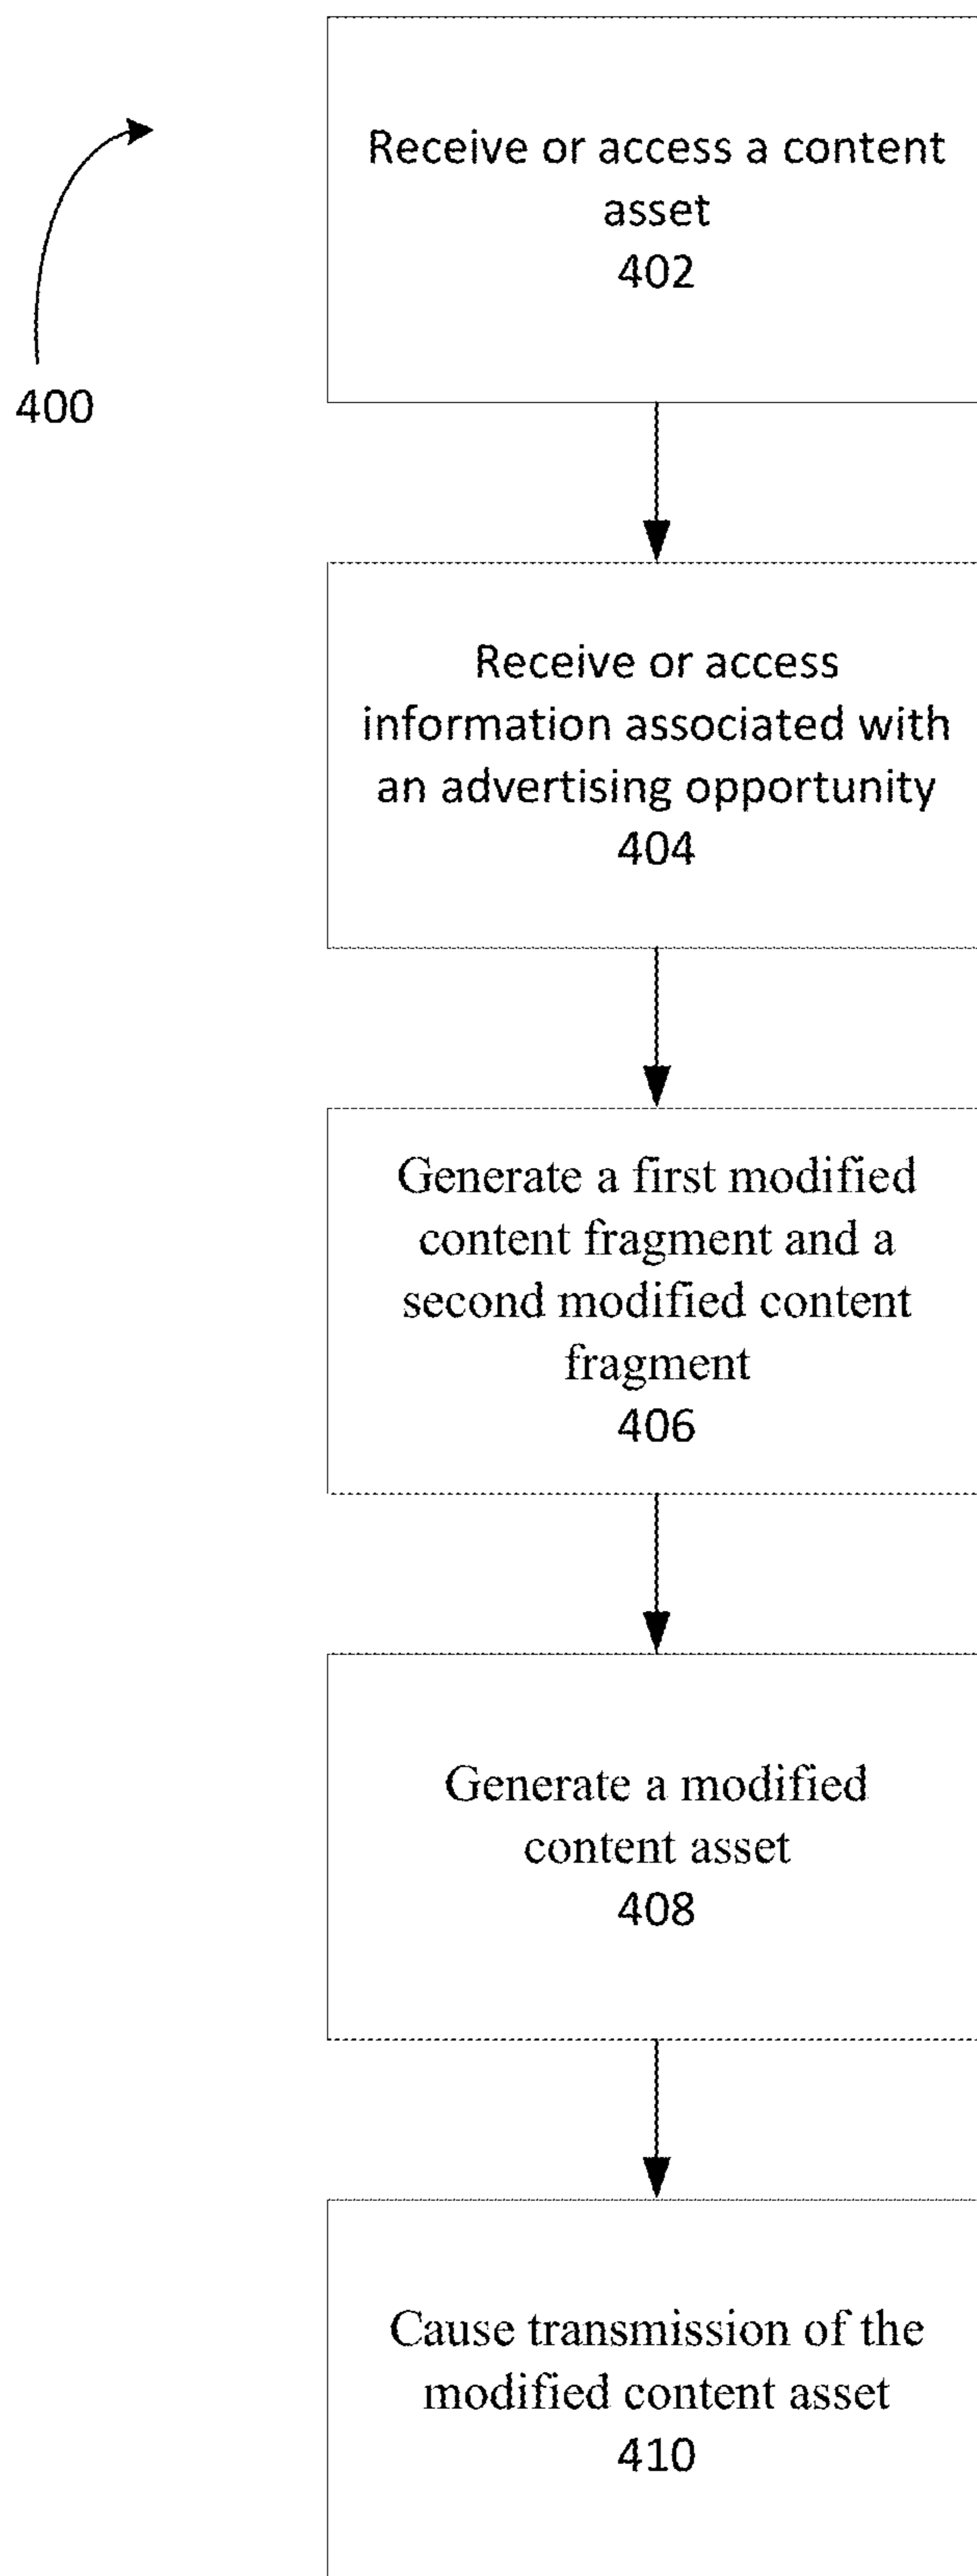 Receive or access a content
asset
402
400
Receive or access
information associated with
an advertising opportunity
404
Generate a first modified
content fragment and a
second modified content
fragment
406
Generate a modified
content asset
408
Cause transmission of the
modified content asset
410